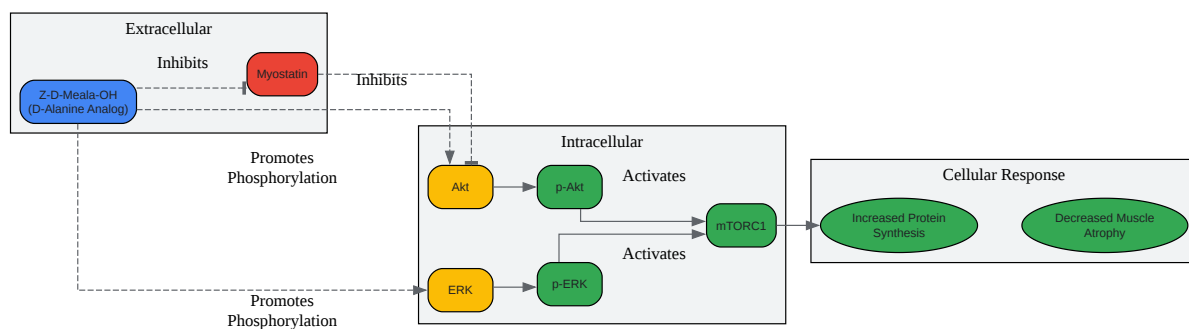 Extracellular
Inhibits
Myostatin
Z-D-Meala-OH
(D-Alanine Analog)
Inhibits
Promotes
Phosphorylation
Intracellular
Akt
p-Akt
Activates
mTORC1
Activates
ERK
p-ERK
Promotes
Phosphorylation
Cellular Response
Increased Protein
Synthesis
Decreased Muscle
Atrophy